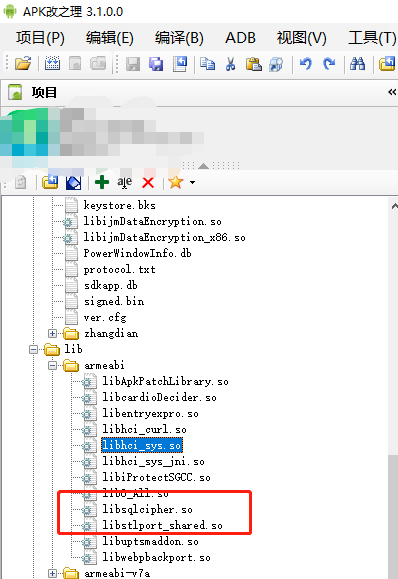 APK改之理 3.1.0.0
项目(P) 编辑(E) 编译(B) ADB 视图(V) 工具(T)
项目
keystore.bks
libijmDataEncryption.so
libijmDataEncryption_x86.so
PowerWindowInfo.db
protocol.txt
sdkapp.db
signed.bin
ver.cfg
zhangdian
lib
armeabi
libApkPatchLibrary.so
libcardioDecider.so
libentryexpro.so
libhci_curl.so
libhci_sys.so
libhci_sys_jni.so
libiProtectSGCC.so
libsqlcipher.so
libstlport_shared.so
libuptsmaddon.so
libwebpbackport.so
armeabi-v7a